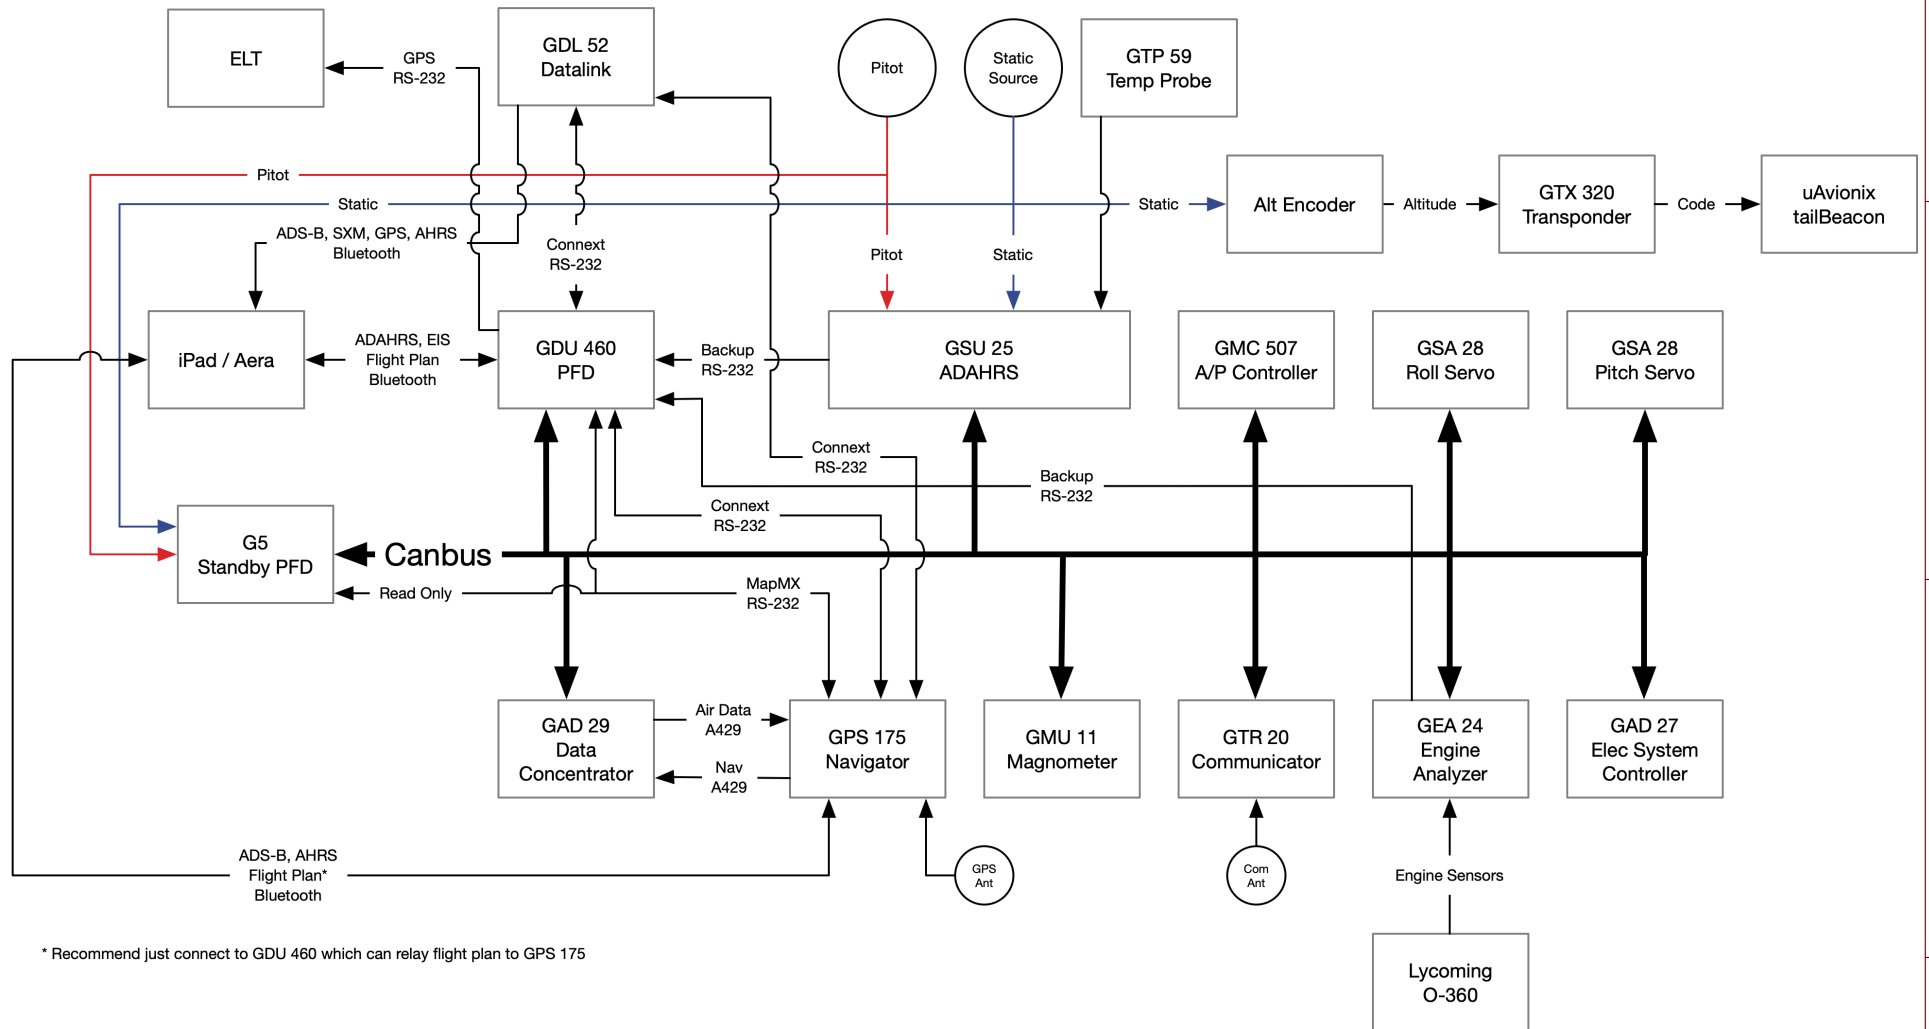 ELT
GPS
RS-232
GDL 52
Datalink
Pitot
Static
Source
GTP 59
Temp Probe
Pitot
Static
Static
Alt Encoder
Altitude
GTX 320
Transponder
Code
uAvionix
tailBeacon
ADS-B, SXM, GPS, AHRS
Bluetooth
Connext
RS-232
Pitot
Static
iPad / Aera
ADAHRS, EIS
Flight Plan
Bluetooth
GDU 460
PFD
Backup
RS-232
GSU 25
ADAHRS
GMC 507
A/P Controller
GSA 28
Roll Servo
GSA 28
Pitch Servo
Connext
RS-232
Backup
RS-232
Connext
RS-232
G5
Standby PFD
Canbus
Read Only
MapMX
RS-232
GAD 29
Data
Concentrator
Air Data
A429
Nav
A429
GPS 175
Navigator
GMU 11
Magnometer
GTR 20
Communicator
GEA 24
Engine
Analyzer
GAD 27
Elec System
Controller
ADS-B, AHRS
Flight Plan*
Bluetooth
GPS
Ant
Com
Ant
Engine Sensors
* Recommend just connect to GDU 460 which can relay flight plan to GPS 175
Lycoming
O-360